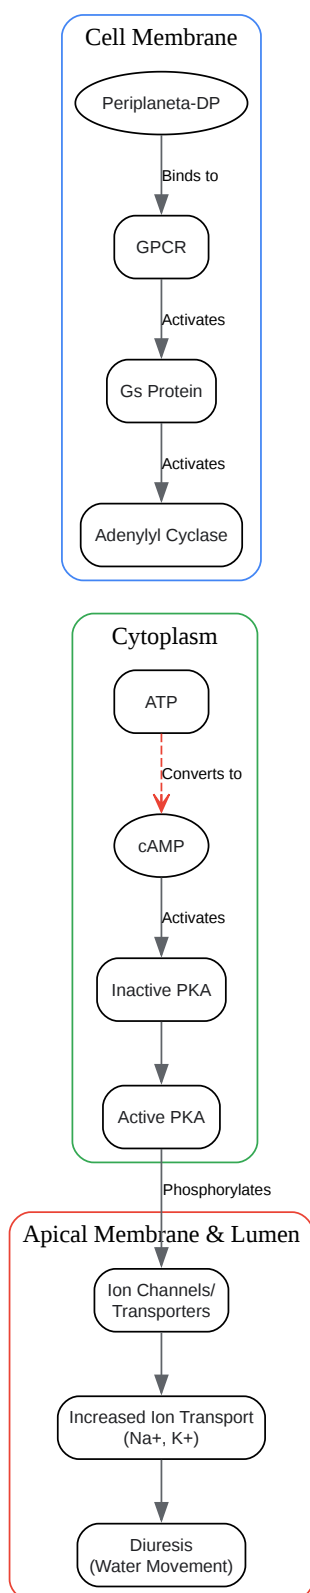 Cell Membrane
Periplaneta-DP
Binds to
GPCR
Activates
Gs Protein
Activates
Adenylyl Cyclase
Cytoplasm
ATP
Converts to
cAMP
Activates
Inactive PKA
Active PKA
Phosphorylates
Apical Membrane & Lumen
Ion Channels/
Transporters
Increased Ion Transport
(Na+, K+)
Diuresis
(Water Movement)